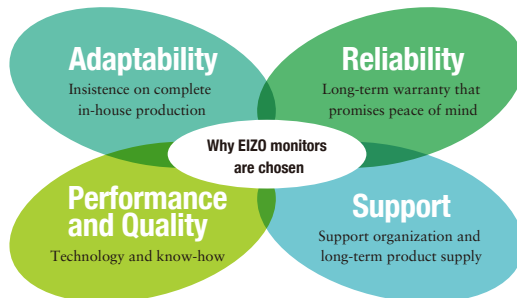 Adaptability
Insistence on complete
in-house production
Reliability
Long-term warranty that
promises peace of mind
Why EIZO monitors
are chosen
Performance
and Quality
Technology and know-how
Support
Support organization and
long-term product supply